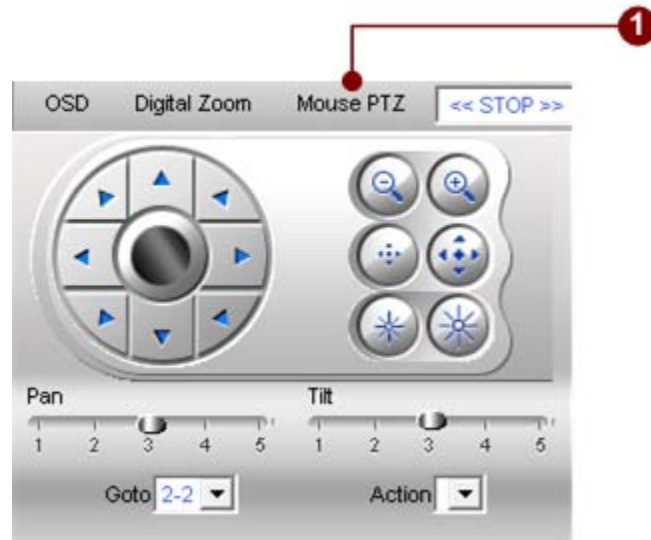 1
OSD Digital Zoom Mouse PTZ << STOP >>
Pan Tilt
1 2 3 4 5 1 2 3 4 5
Goto 2-2 Action